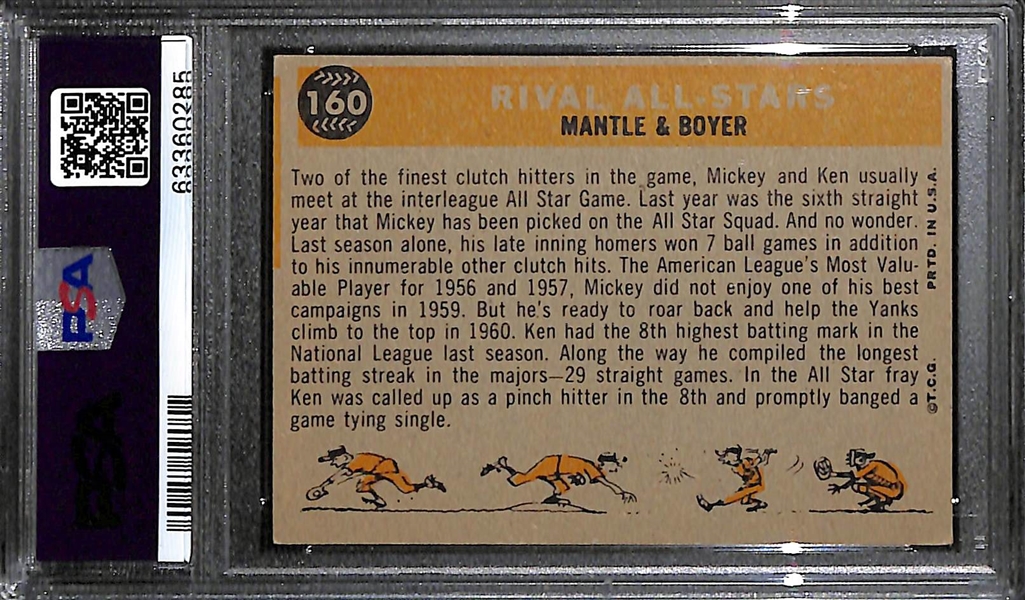 63360285
PSA
PSA
160
RIVAL ALL-STARS
MANTLE & BOYER
Two of the finest clutch hitters in the game, Mickey and Ken usually
meet at the interleague All Star Game. Last year was the sixth straight
year that Mickey has been picked on the All Star Squad. And no wonder.
Last season alone, his late inning homers won 7 ball games in addition
to his innumerable other clutch hits. The American League's Most Valu-
able Player for 1956 and 1957, Mickey did not enjoy one of his best
campaigns in 1959. But he's ready to roar back and help the Yanks
climb to the top in 1960. Ken had the 8th highest batting mark in the
National League last season. Along the way he compiled the longest
batting streak in the majors—29 straight games. In the All Star fray
Ken was called up as a pinch hitter in the 8th and promptly banged a
game tying single.
©T.C.G. PRTD. IN U.S.A.